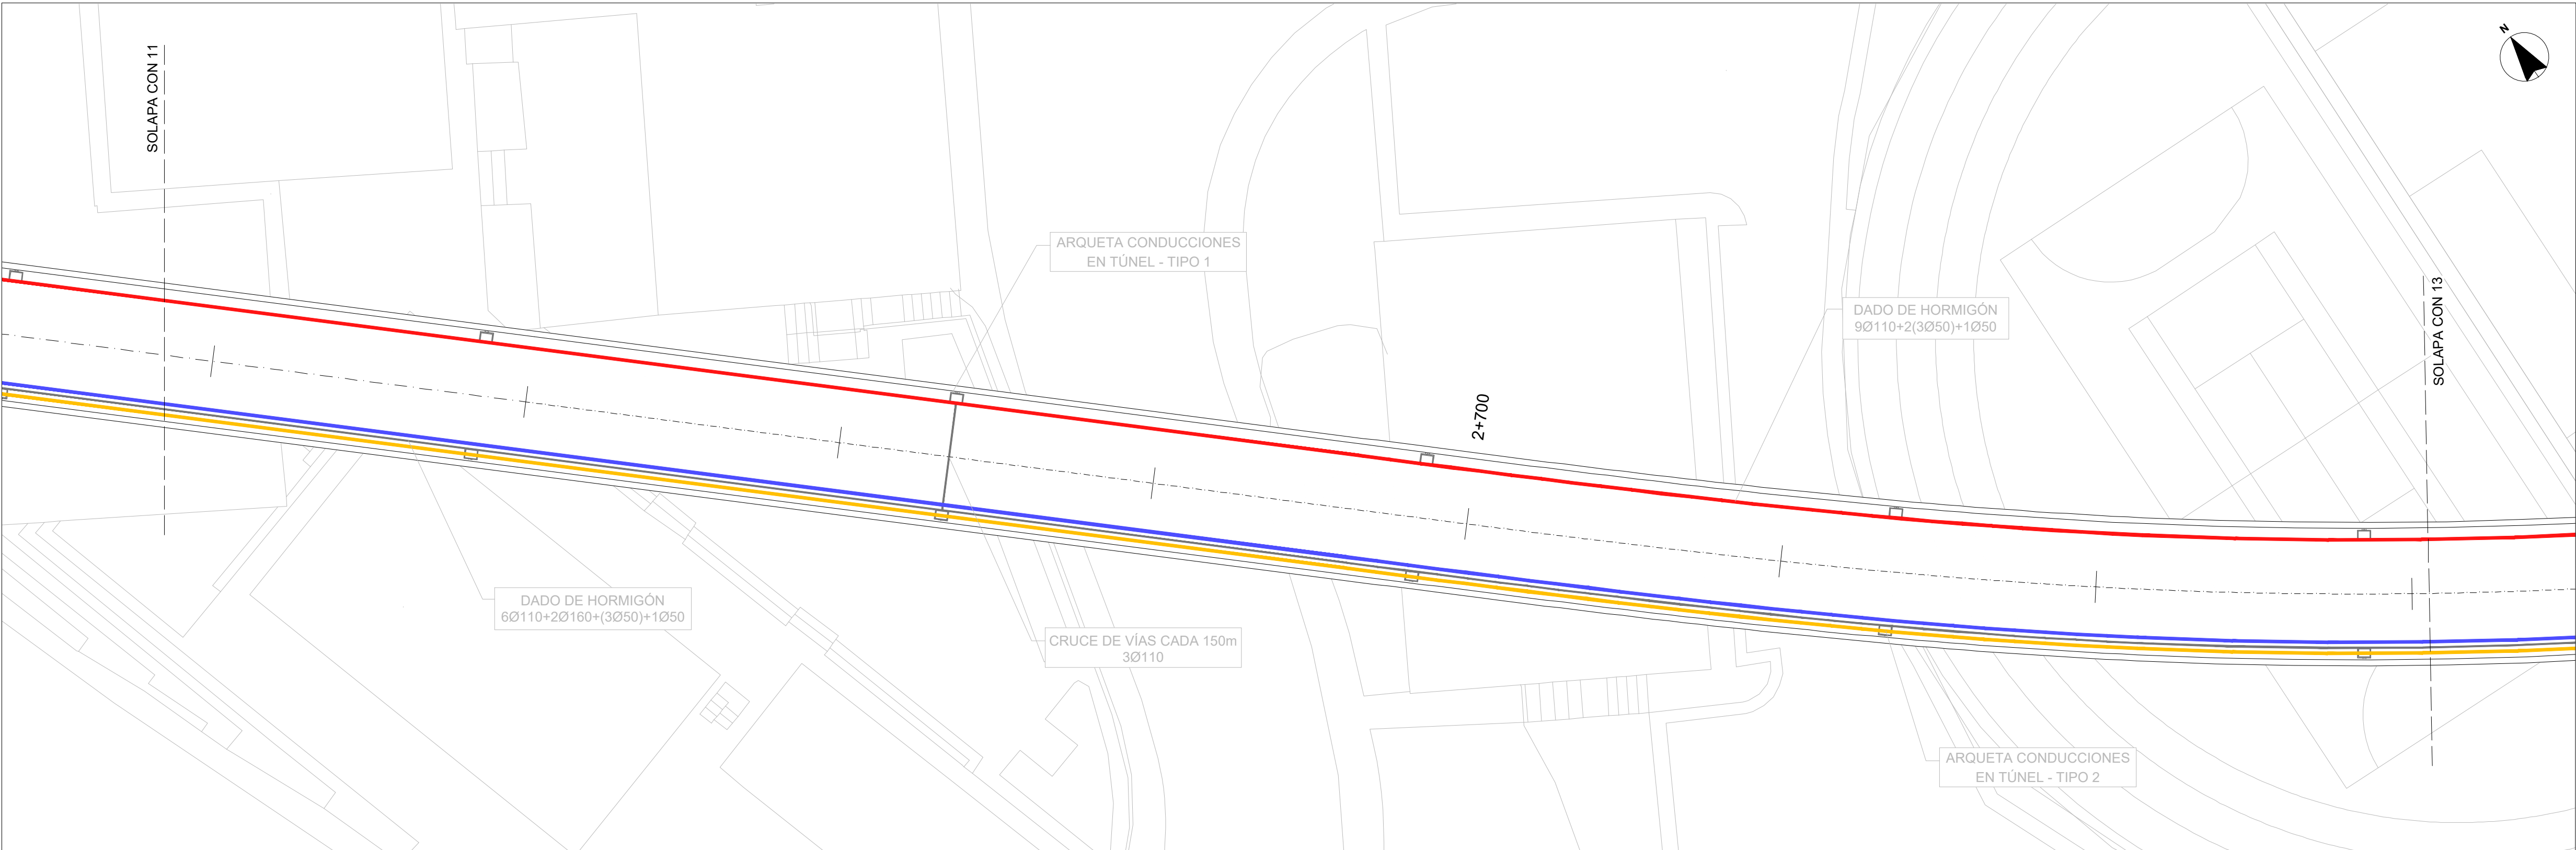 N
SOLAPA CON 11
ARQUETA CONDUCCIONES
EN TÚNEL - TIPO 1
DADO DE HORMIGÓN
9Ø110+2(3Ø50)+1Ø50
SOLAPA CON 13
2+700
DADO DE HORMIGÓN
6Ø110+2Ø160+(3Ø50)+1Ø50
CRUCE DE VÍAS CADA 150m
3Ø110
ARQUETA CONDUCCIONES
EN TÚNEL - TIPO 2